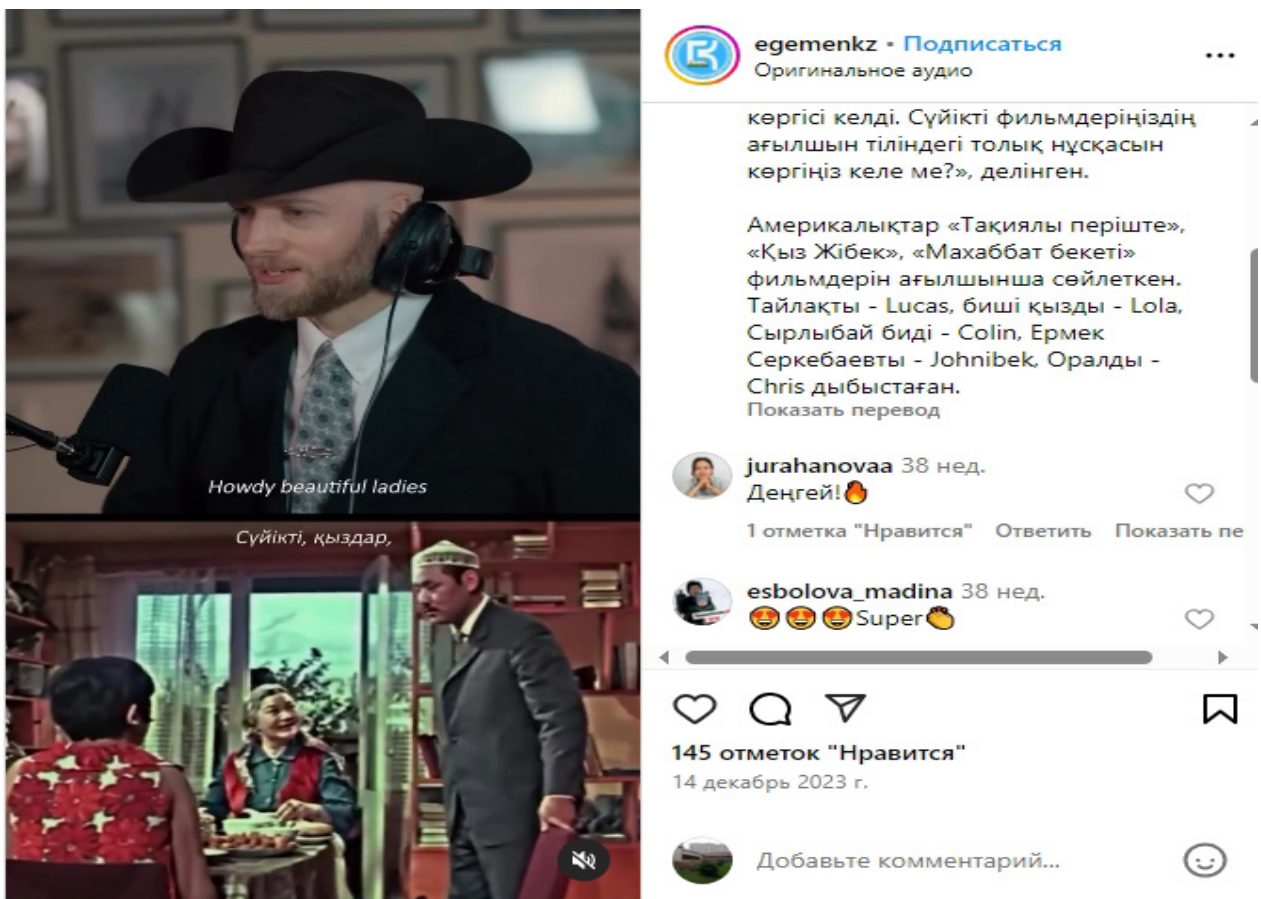 Howdy beautiful ladies
Сүйікті, қыздар,
egemenkz • Подписаться
Оригинальное аудио
көргісі келді. Сүйікті фильмдеріңіздің
ағылшын тіліндегі толық нұсқасын
көргіңіз келе ме?», делінген.
Америкалықтар «Тақиялы періште»,
«Қыз Жібек», «Махаббат бекеті»
фильмдерін ағылшынша сөйлеткен.
Тайлақты - Lucas, биші қызды - Lola,
Сырлыбай биді - Colin, Ермек
Серкебаевты - Johnibek, Оралды -
Chris дыбыстаған.
Показать перевод
jurahanovaa 38 нед.
Деңгей!🔥
1 отметка "Нравится" Ответить Показать пе
esbolova_madina 38 нед.
😍😍😍Super👏
145 отметок "Нравится"
14 декабрь 2023 г.
Добавьте комментарий...